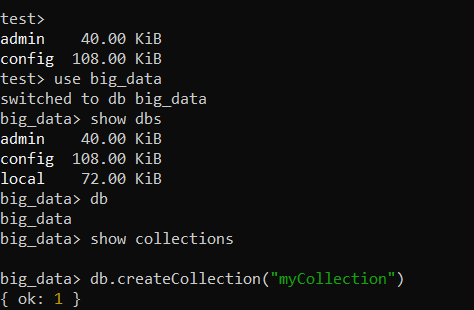 test>
admin    40.00 KiB
config  108.00 KiB
test> use big_data
switched to db big_data
big_data> show dbs
admin    40.00 KiB
config  108.00 KiB
local    72.00 KiB
big_data> db
big_data
big_data> show collections

big_data> db.createCollection("myCollection")
{ ok: 1 }